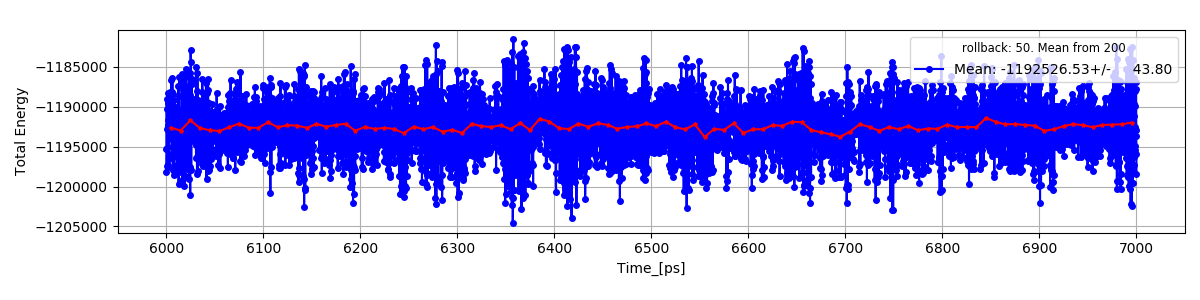 rollback: 50. Mean from 200
Mean: -1192526.53+/- 43.80
Total Energy
−1185000
−1190000
−1195000
−1200000
−1205000
6000 6100 6200 6300 6400 6500 6600 6700 6800 6900 7000
Time_[ps]